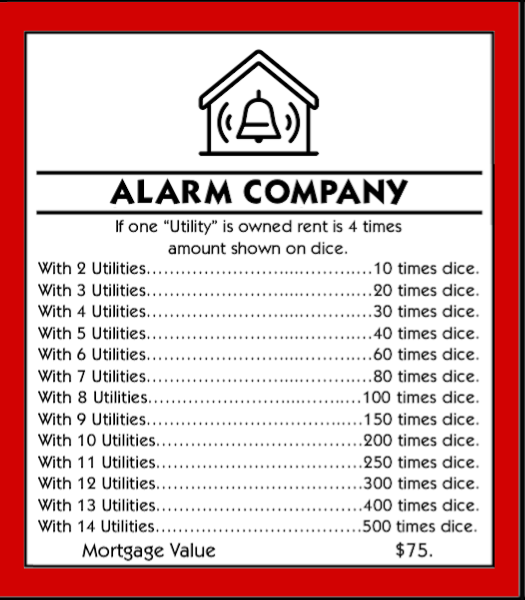 ALARM COMPANY
If one “Utility” is owned rent is 4 times
amount shown on dice.
With 2 Utilities.......................................10 times dice.
With 3 Utilities.......................................20 times dice.
With 4 Utilities.......................................30 times dice.
With 5 Utilities.......................................40 times dice.
With 6 Utilities.......................................60 times dice.
With 7 Utilities.......................................80 times dice.
With 8 Utilities.....................................100 times dice.
With 9 Utilities.....................................150 times dice.
With 10 Utilities...................................200 times dice.
With 11 Utilities...................................250 times dice.
With 12 Utilities...................................300 times dice.
With 13 Utilities...................................400 times dice.
With 14 Utilities...................................500 times dice.
Mortgage Value $75.